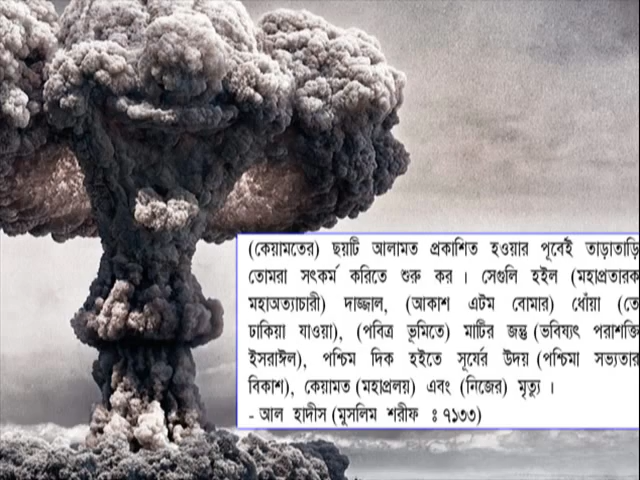 (কেয়ামতের) ছয়টি আলামত প্রকাশিত হওয়ার পূর্বেই তাড়াতাড়ি
তোমরা সৎকর্ম করিতে শুরু কর । সেগুলি হইল (মহাপ্রতারক
মহাঅত্যাচারী) দাজ্জাল, (আকাশ এটম বোমার) ধোঁয়া (তে
ঢাকিয়া যাওয়া), (পবিত্র ভূমিতে) মাটির জন্তু (ভবিষ্যৎ পরাশক্তি
ইসরাঈল), পশ্চিম দিক হইতে সূর্যের উদয় (পশ্চিমা সভ্যতার
বিকাশ), কেয়ামত (মহাপ্রলয়) এবং (নিজের) মৃত্যু ।
- আল হাদীস (মুসলিম শরীফ ঃ ৭১৩৩)